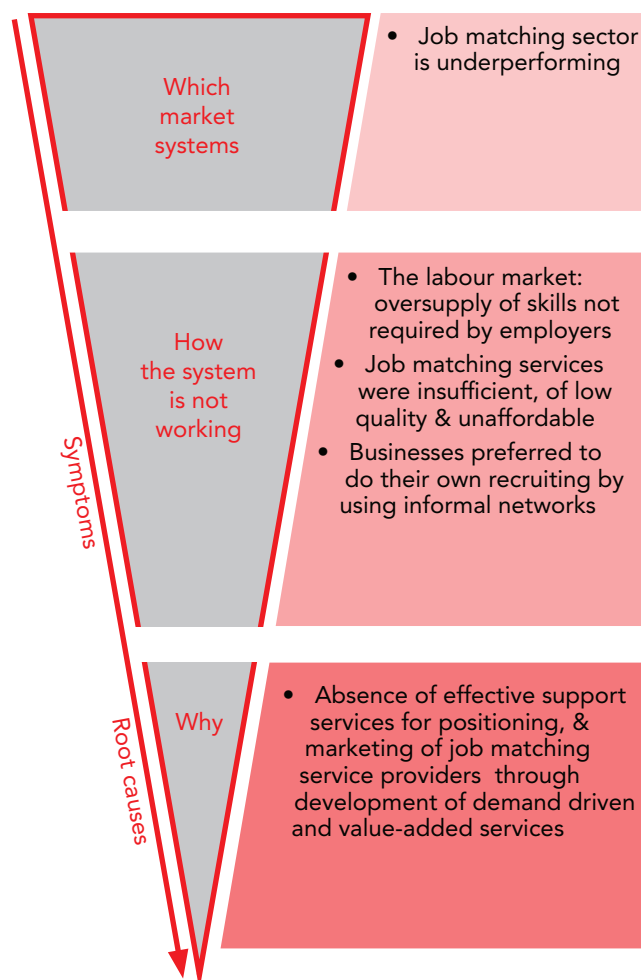 Which
market
systems
• Job matching sector
is underperforming
How
the system
is not
working
• The labour market:
oversupply of skills not
required by employers
• Job matching services
were insufficient, of low
quality & unaffordable
• Businesses preferred to
do their own recruiting by
using informal networks
Symptoms
Why
• Absence of effective support
services for positioning, &
marketing of job matching
service providers through
development of demand driven
and value-added services
Root causes